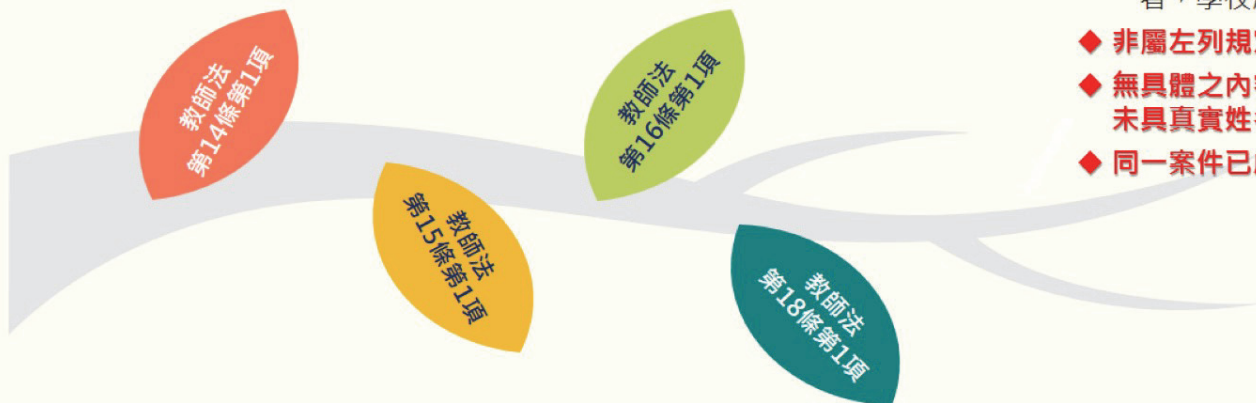 教師法
第14條第1項
教師法
第15條第1項
教師法
第16條第1項
教師法
第18條第1項
者，學校
◆ 非屬左列規
◆ 無具體之內
未具真實姓
◆ 同一案件已